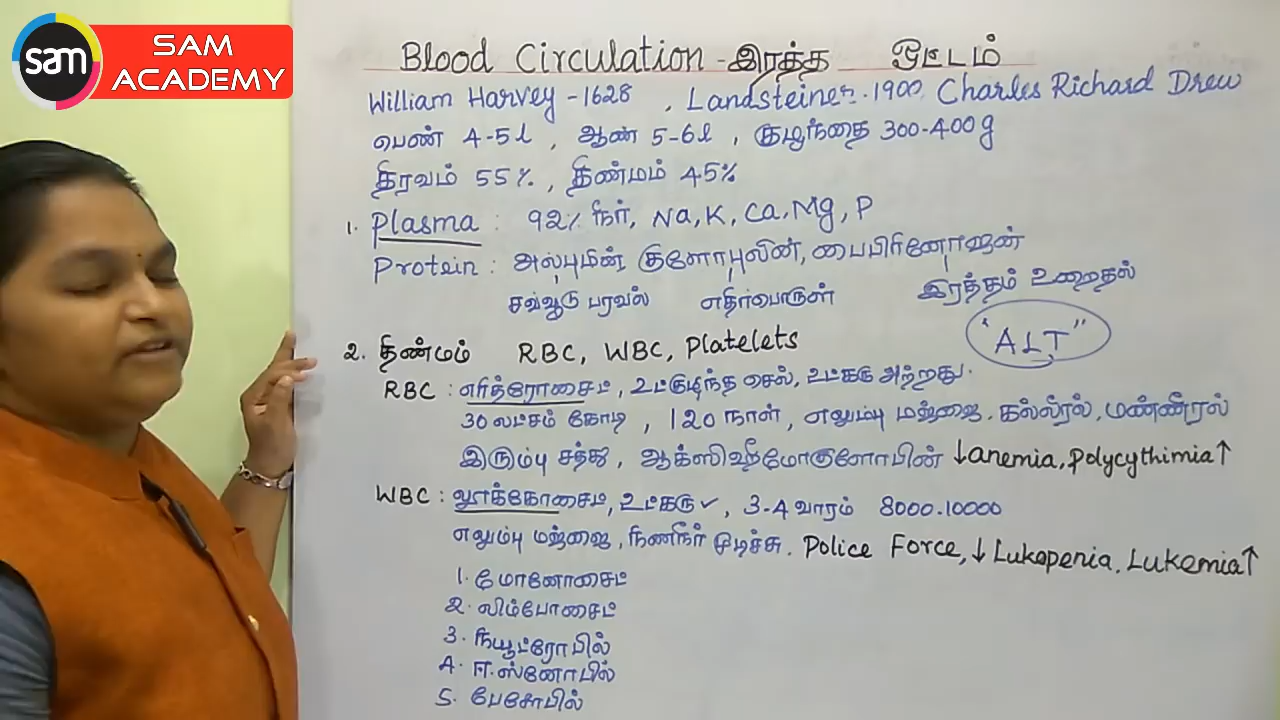 sam
SAM
ACADEMY
Blood Circulation - இரத்த ஓட்டம்
William Harvey - 1628 , Landsteiner - 1900, Charles Richard Drew
பெண் 4-5 l , ஆண் 5-6 l , குழந்தை 300-400 g
திரவம் 55% , திண்மம் 45%
1. Plasma : 92% நீர், Na, K, Ca, Mg, P
Protein : அல்புமின், குளோபுலின், பைபிரினோஜன்
சவ்வூடு பரவல் எதிர்பொருள் இரத்தம் உறைதல்
2. திண்மம் RBC, WBC, Platelets
"ALT"
RBC : எரித்ரோசைட், உட்குழிந்த செல், உட்கரு அற்றது.
30 லட்சம் கோடி , 120 நாள் , எலும்பு மஜ்ஜை . கல்லீரல், மண்ணீரல்
இரும்பு சத்து , ஆக்ஸிஹீமோகுளோபின் ↓anemia, polycythimia↑
WBC : லூக்கோசைட், உட்கரு ✓, 3-4 வாரம் 8000-10000
எலும்பு மஜ்ஜை , நிணநீர் முடிச்சு . Police Force, ↓ Lukopenia, Lukemia↑
1. மோனோசைட்
2. லிம்போசைட்
3. நியூட்ரோபில்
4. ஈ.ஸ்னோபில்
5. பேசோபில்